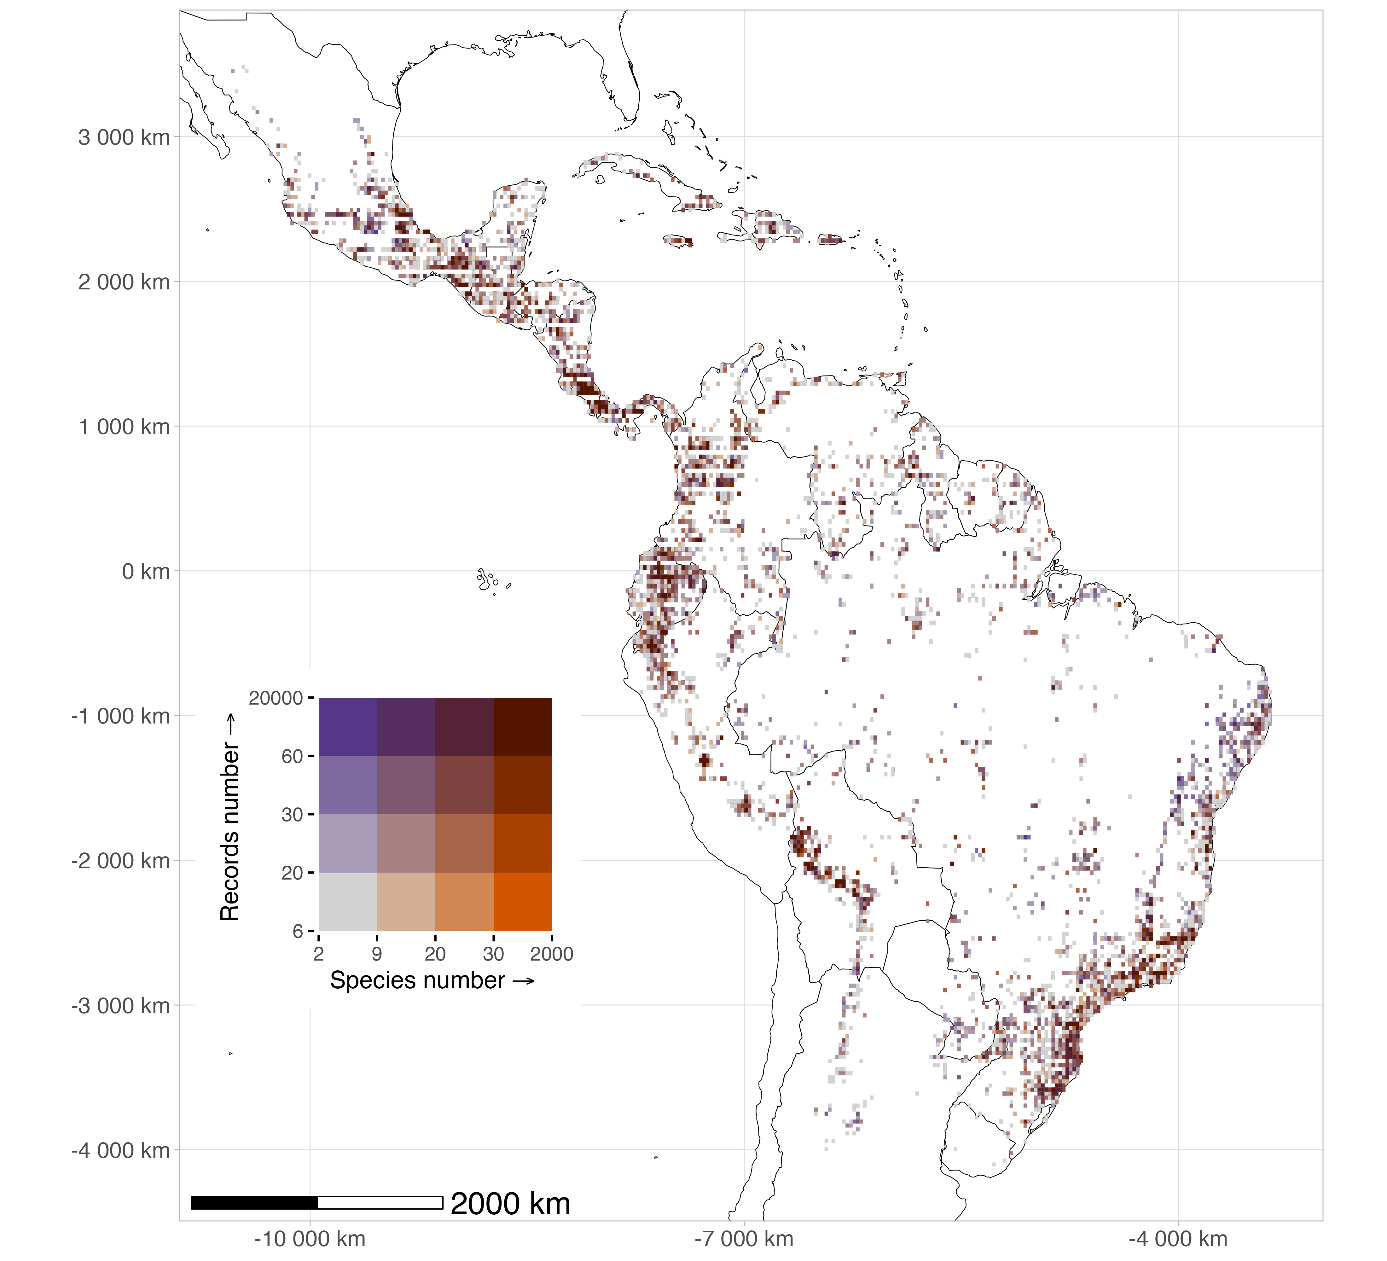 3 000 km
2 000 km
1 000 km
0 km
-1 000 km
-2 000 km
-3 000 km
-4 000 km
Records number →
20000
60
30
20
6
2 9 20 30 2000
Species number →
2000 km
-10 000 km -7 000 km -4 000 km